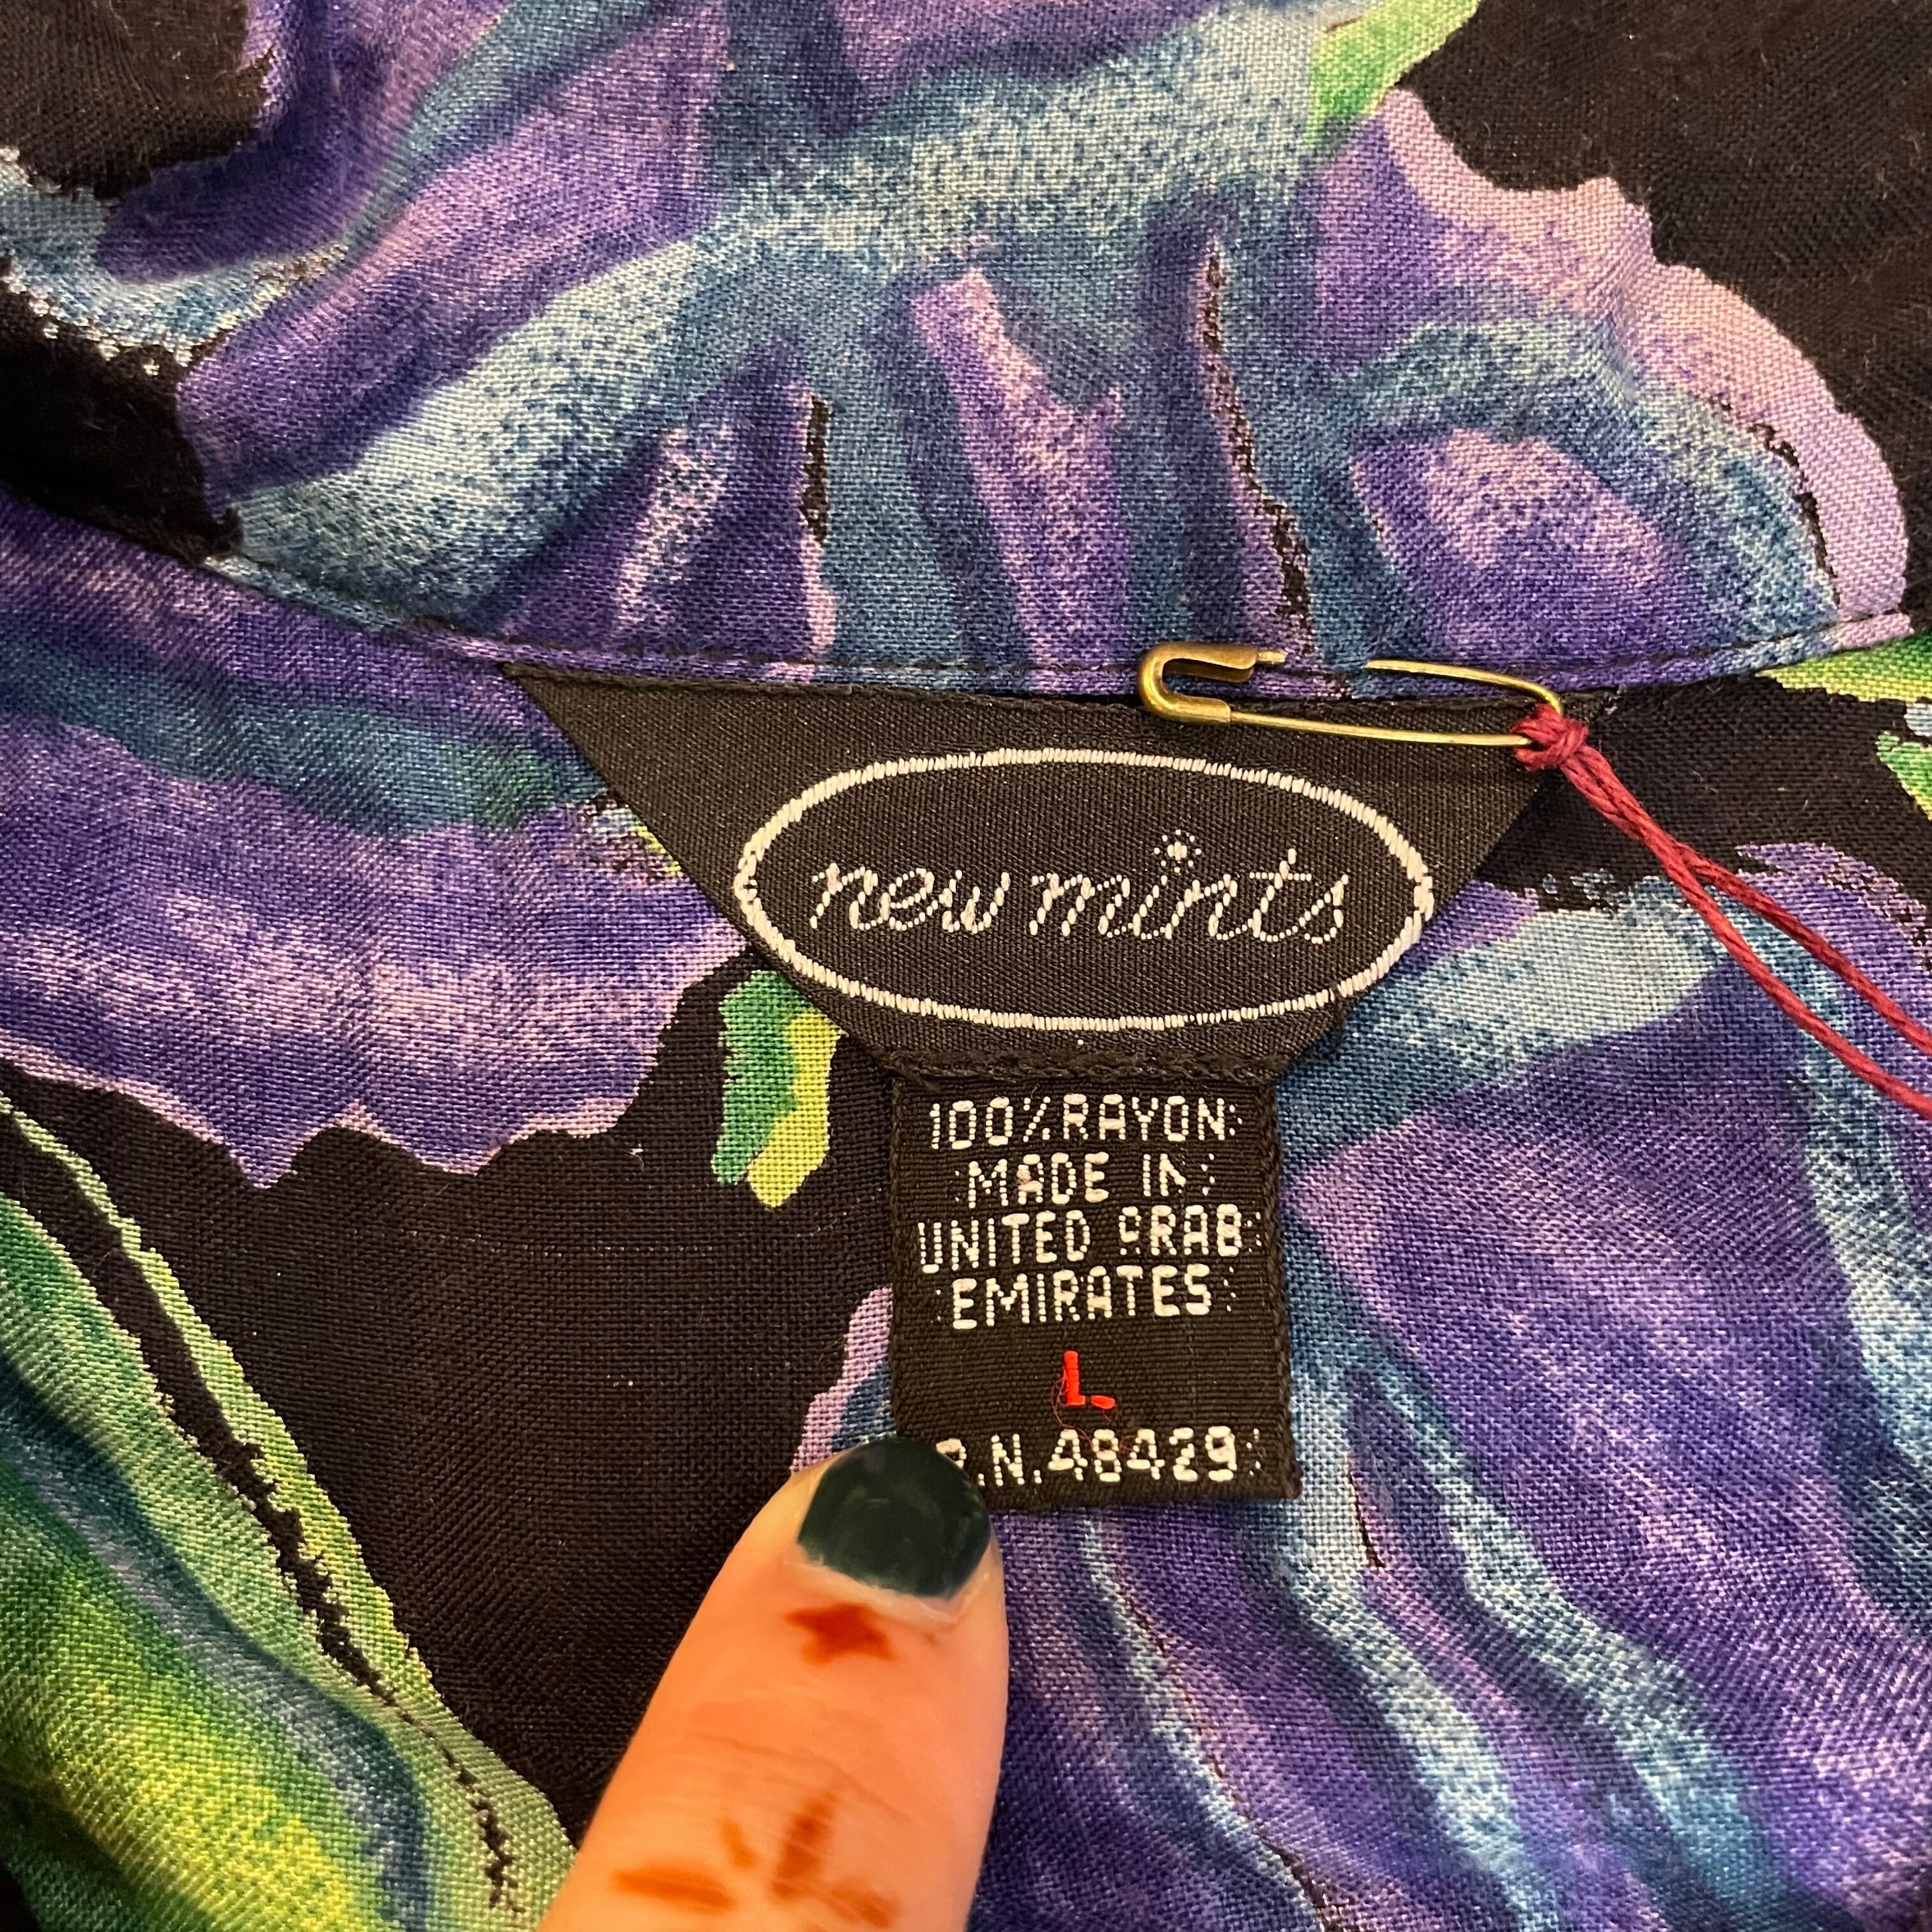 new mints
100% RAYON
MADE IN
UNITED ARAB
EMIRATES
L
R.N. 48429